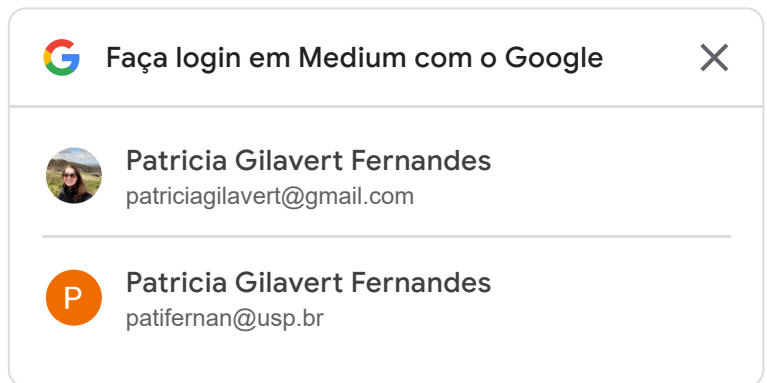 Faça login em Medium com o Google
Patricia Gilavert Fernandes
patriciagilavert@gmail.com
P
Patricia Gilavert Fernandes
patifernan@usp.br